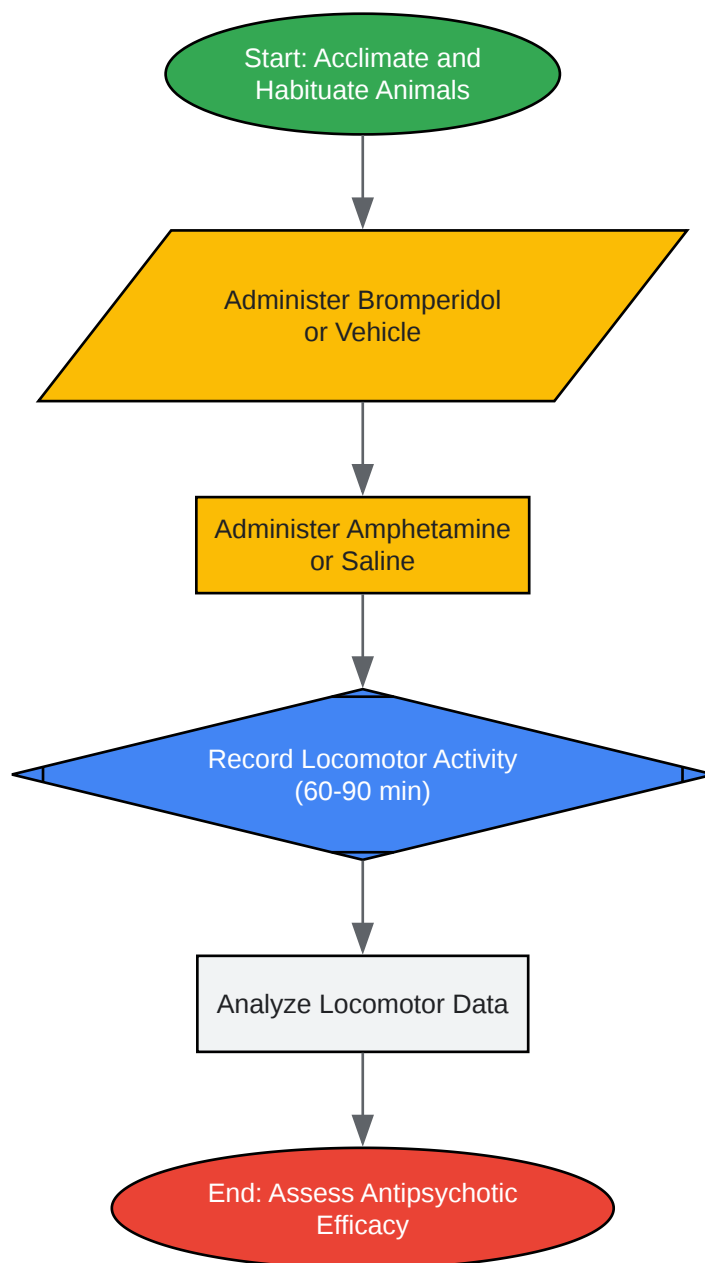 Start: Acclimate and
Habituate Animals
Administer Bromperidol
or Vehicle
Administer Amphetamine
or Saline
Record Locomotor Activity
(60-90 min)
Analyze Locomotor Data
End: Assess Antipsychotic
Efficacy